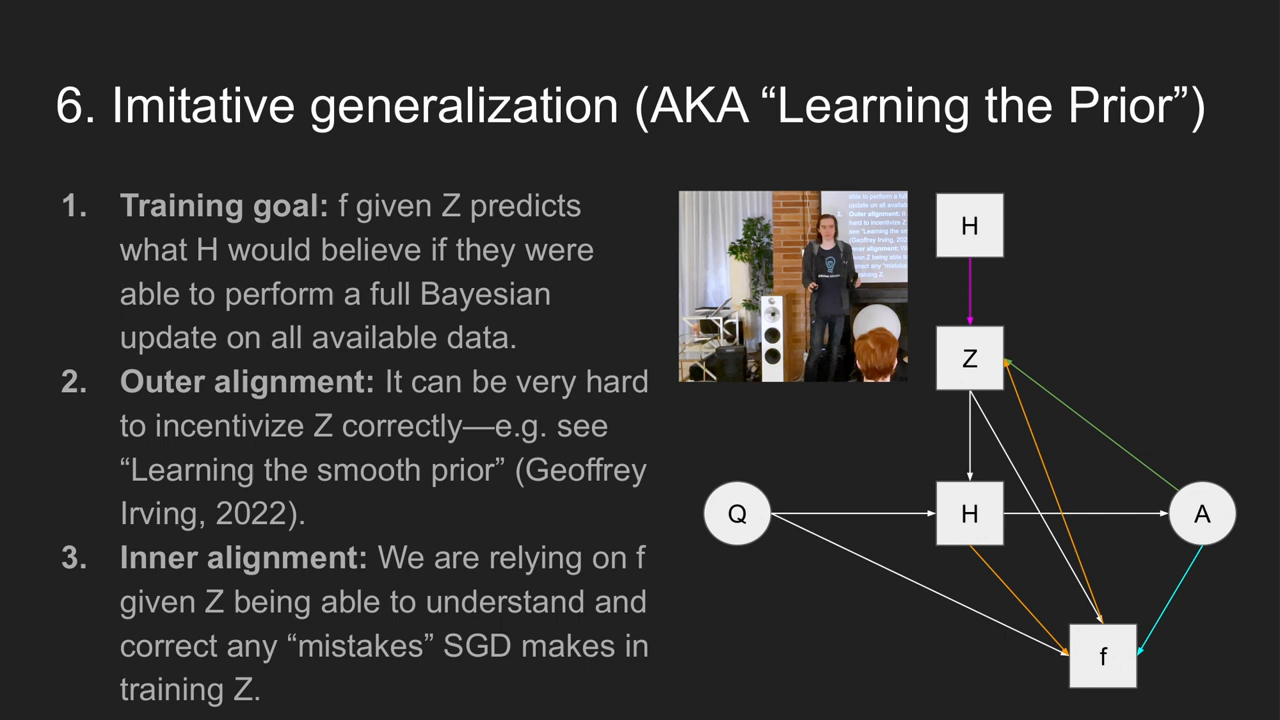 6. Imitative generalization (AKA “Learning the Prior”)
1. Training goal: f given Z predicts
what H would believe if they were
able to perform a full Bayesian
update on all available data.
2. Outer alignment: It can be very hard
to incentivize Z correctly—e.g. see
“Learning the smooth prior” (Geoffrey
Irving, 2022).
3. Inner alignment: We are relying on f
given Z being able to understand and
correct any “mistakes” SGD makes in
training Z.
H
Z
Q
H
A
f